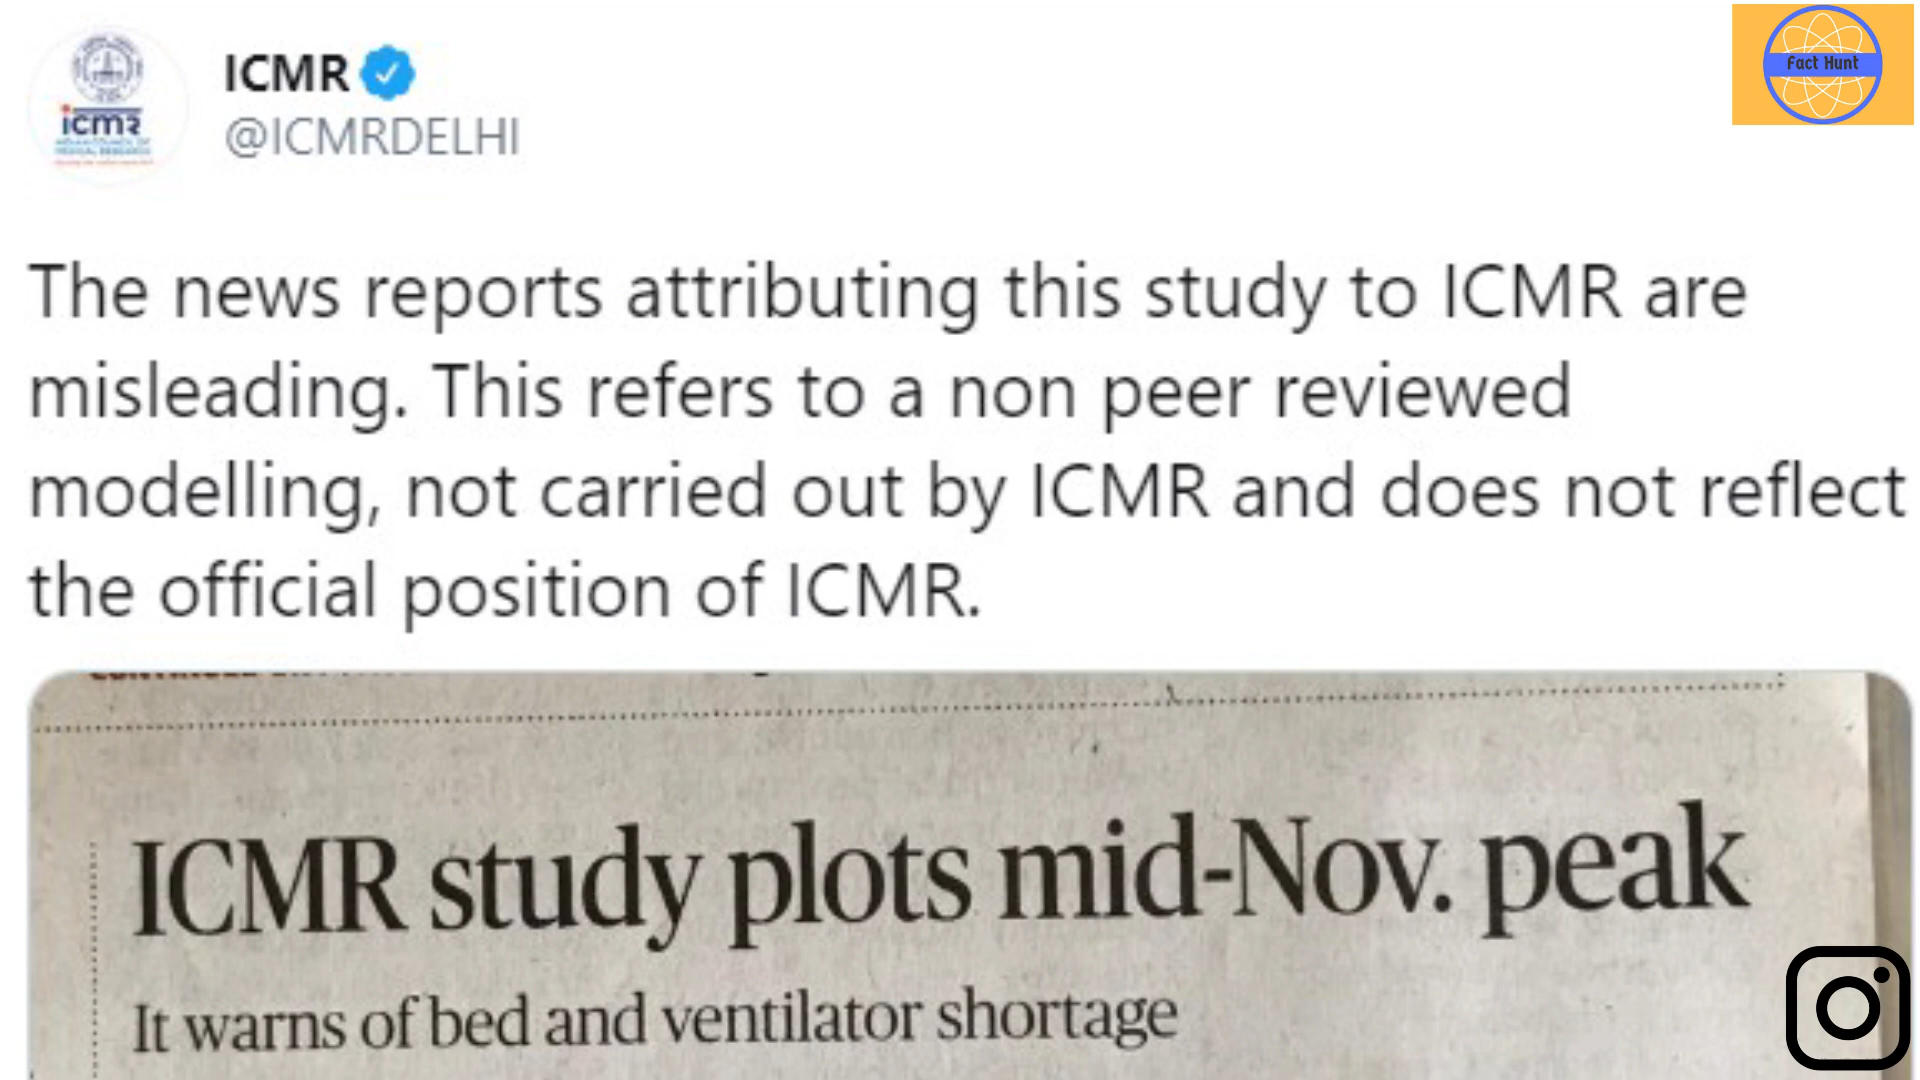 ICMR
@ICMRDELHI
Fact Hunt
icmr
The news reports attributing this study to ICMR are
misleading. This refers to a non peer reviewed
modelling, not carried out by ICMR and does not reflect
the official position of ICMR.
ICMR study plots mid-Nov. peak
It warns of bed and ventilator shortage